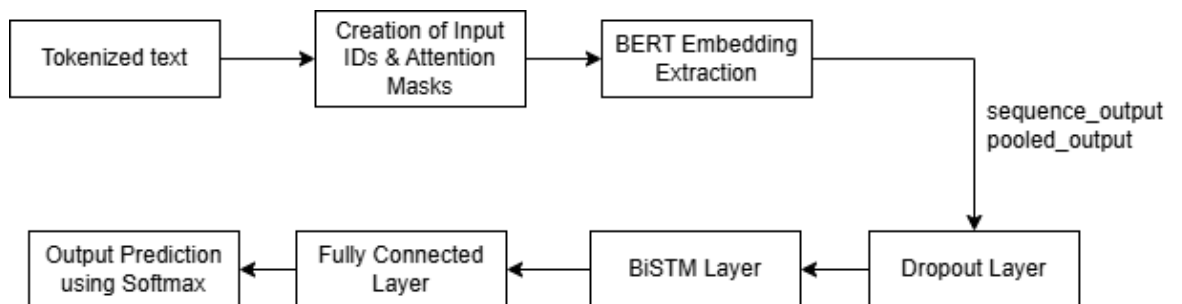 Tokenized text
Creation of Input
IDs & Attention
Masks
BERT Embedding
Extraction
sequence_output
pooled_output
Dropout Layer
BiSTM Layer
Fully Connected
Layer
Output Prediction
using Softmax